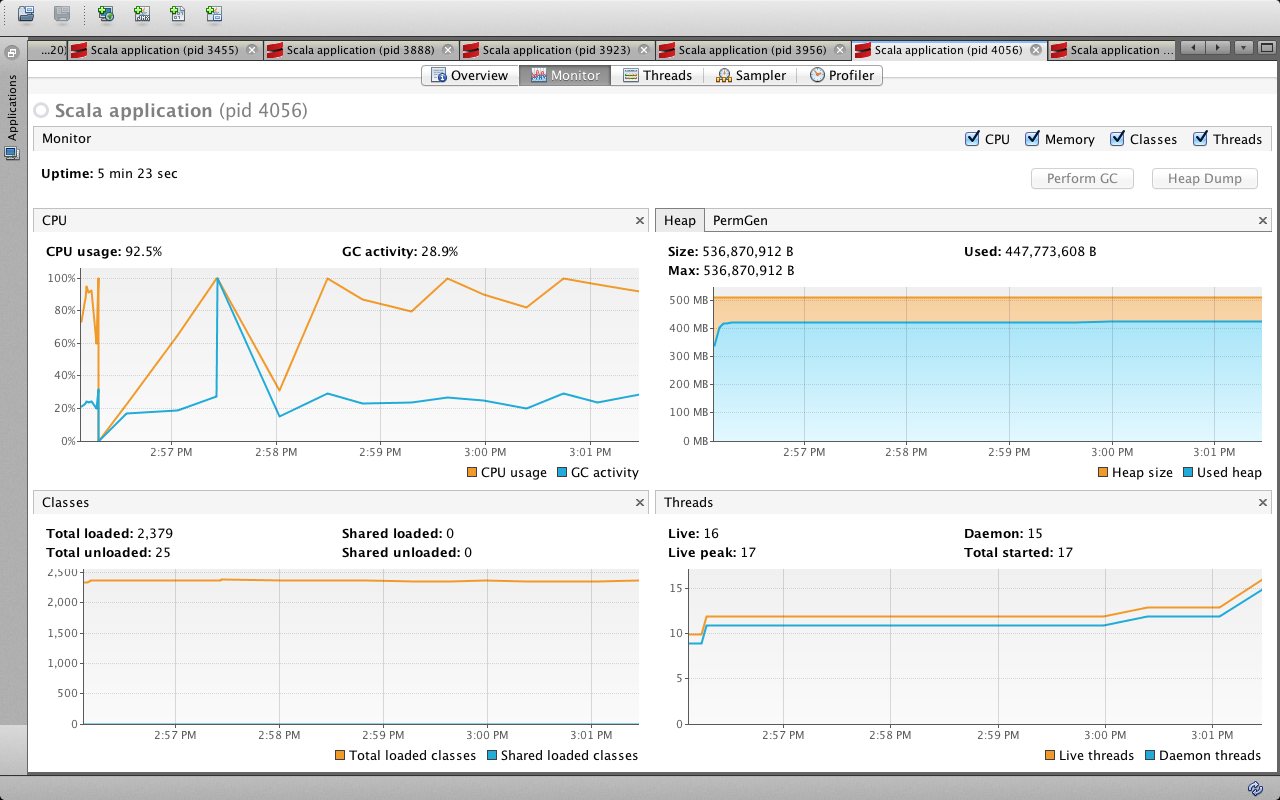 ...20)
Scala application (pid 3455)
Scala application (pid 3888)
Scala application (pid 3923)
Scala application (pid 3956)
Scala application (pid 4056)
Scala application ...
Applications
Overview
Monitor
Threads
Sampler
Profiler
Scala application (pid 4056)
Monitor
CPU
Memory
Classes
Threads
Uptime: 5 min 23 sec
Perform GC
Heap Dump
CPU
CPU usage: 92.5%
GC activity: 28.9%
100%
80%
60%
40%
20%
0%
2:57 PM
2:58 PM
2:59 PM
3:00 PM
3:01 PM
CPU usage
GC activity
Heap
PermGen
Size: 536,870,912 B
Used: 447,773,608 B
Max: 536,870,912 B
500 MB
400 MB
300 MB
200 MB
100 MB
0 MB
2:57 PM
2:58 PM
2:59 PM
3:00 PM
3:01 PM
Heap size
Used heap
Classes
Total loaded: 2,379
Shared loaded: 0
Total unloaded: 25
Shared unloaded: 0
2,500
2,000
1,500
1,000
500
0
2:57 PM
2:58 PM
2:59 PM
3:00 PM
3:01 PM
Total loaded classes
Shared loaded classes
Threads
Live: 16
Daemon: 15
Live peak: 17
Total started: 17
15
10
5
0
2:57 PM
2:58 PM
2:59 PM
3:00 PM
3:01 PM
Live threads
Daemon threads